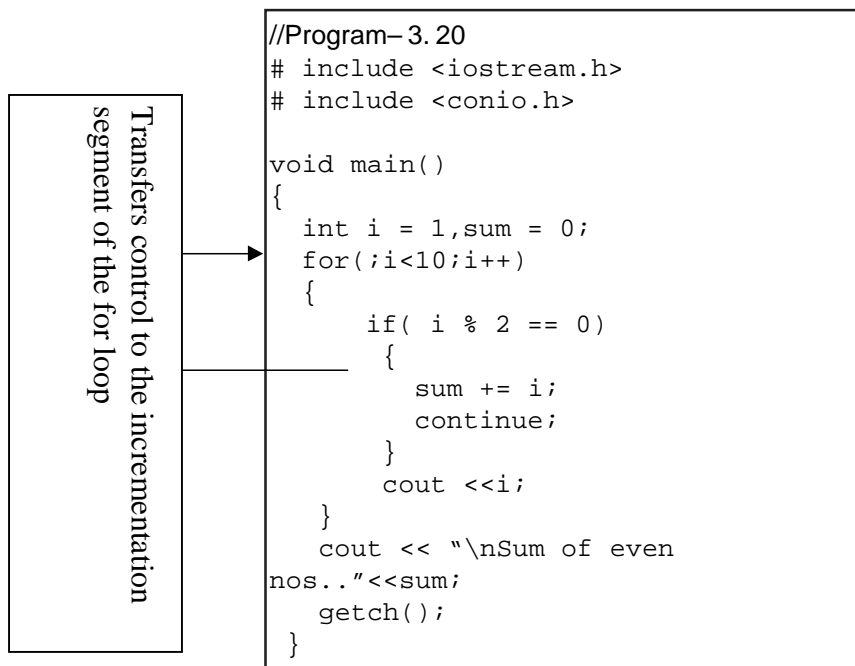 //Program– 3. 20
# include <iostream.h>
# include <conio.h>
void main()
{
int i = 1,sum = 0;
for(;i<10;i++)
{
if( i % 2 == 0)
{
sum += i;
continue;
}
cout <<i;
}
cout << “\nSum of even
nos..”<<sum;
getch();
}
Transfers control to the incrementation
segment of the for loop